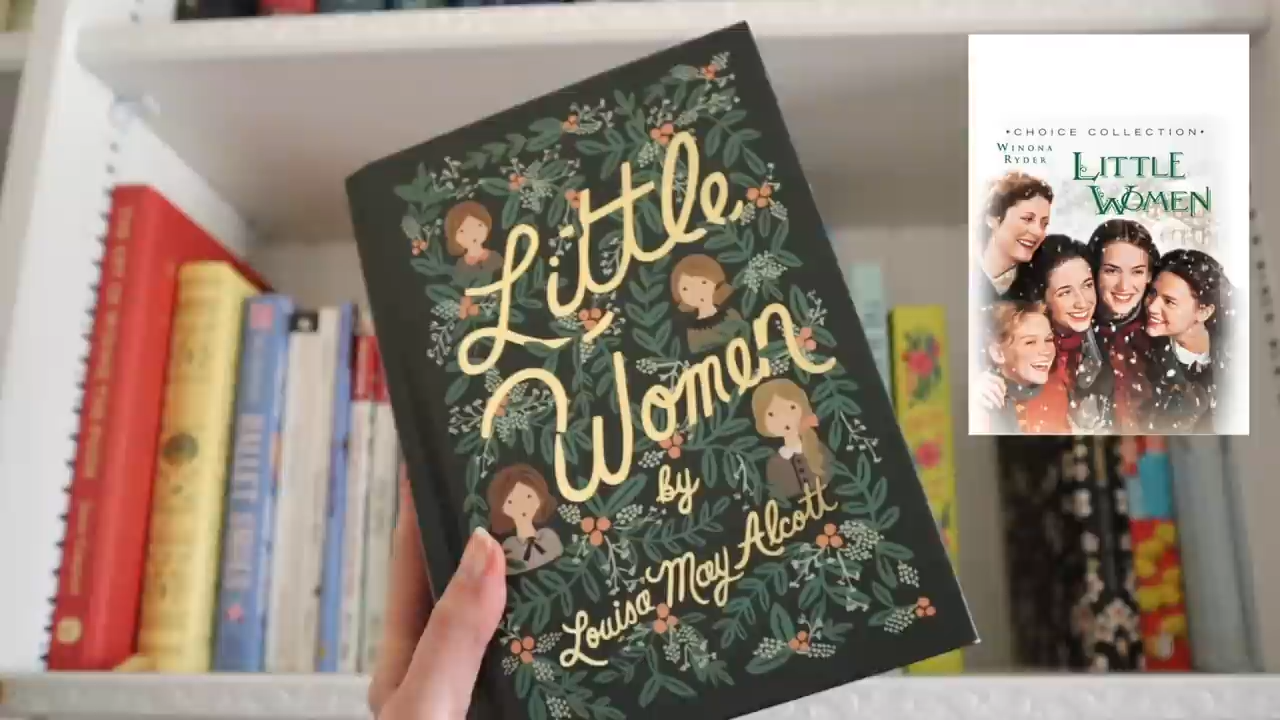 Little
Women
by
Louisa May Alcott
•CHOICE COLLECTION•
WINONA
RYDER
LITTLE
WOMEN